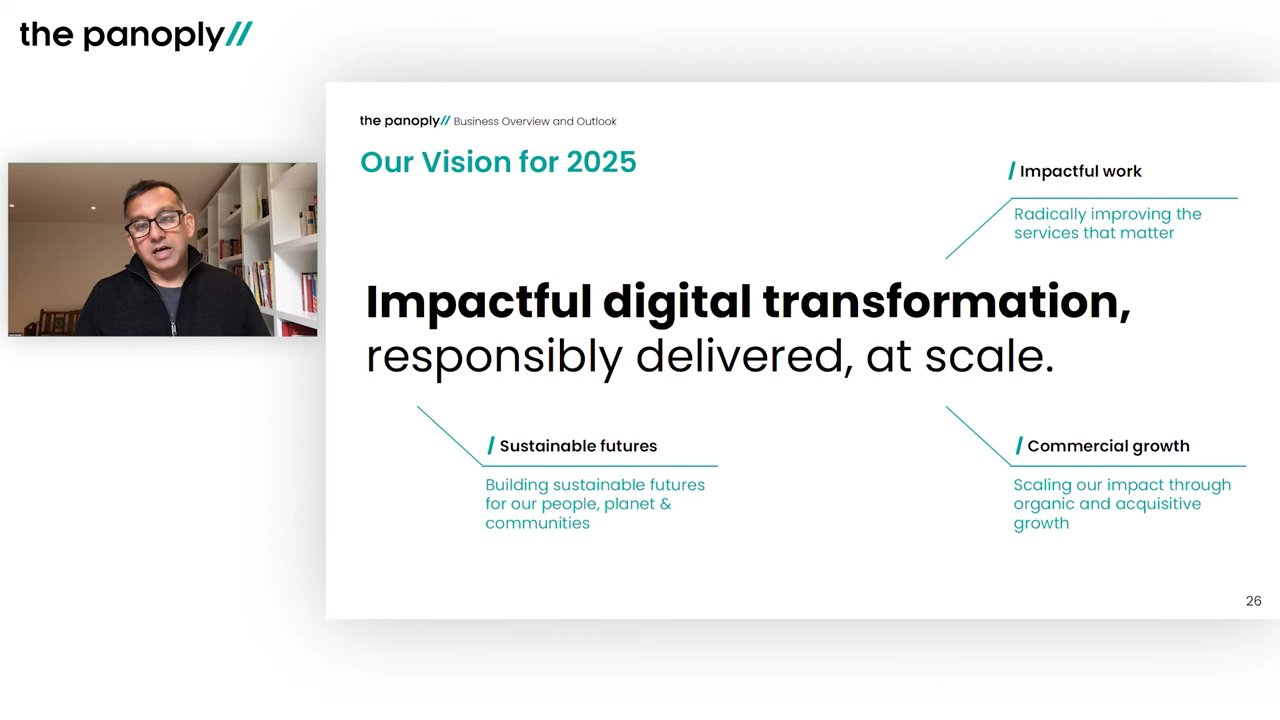 the panoply//
the panoply// Business Overview and Outlook
Our Vision for 2025
/ Impactful work
Radically improving the
services that matter
Impactful digital transformation,
responsibly delivered, at scale.
/ Sustainable futures
Building sustainable futures
for our people, planet &
communities
/ Commercial growth
Scaling our impact through
organic and acquisitive
growth
26